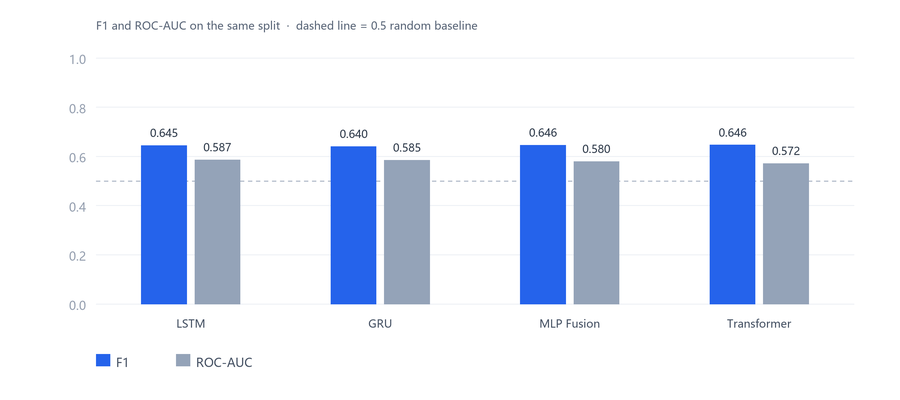 F1 and ROC-AUC on the same split · dashed line = 0.5 random baseline
1.0
0.8
0.6
0.4
0.2
0.0
0.645
0.587
0.640
0.585
0.646
0.580
0.646
0.572
LSTM
GRU
MLP Fusion
Transformer
F1
ROC-AUC